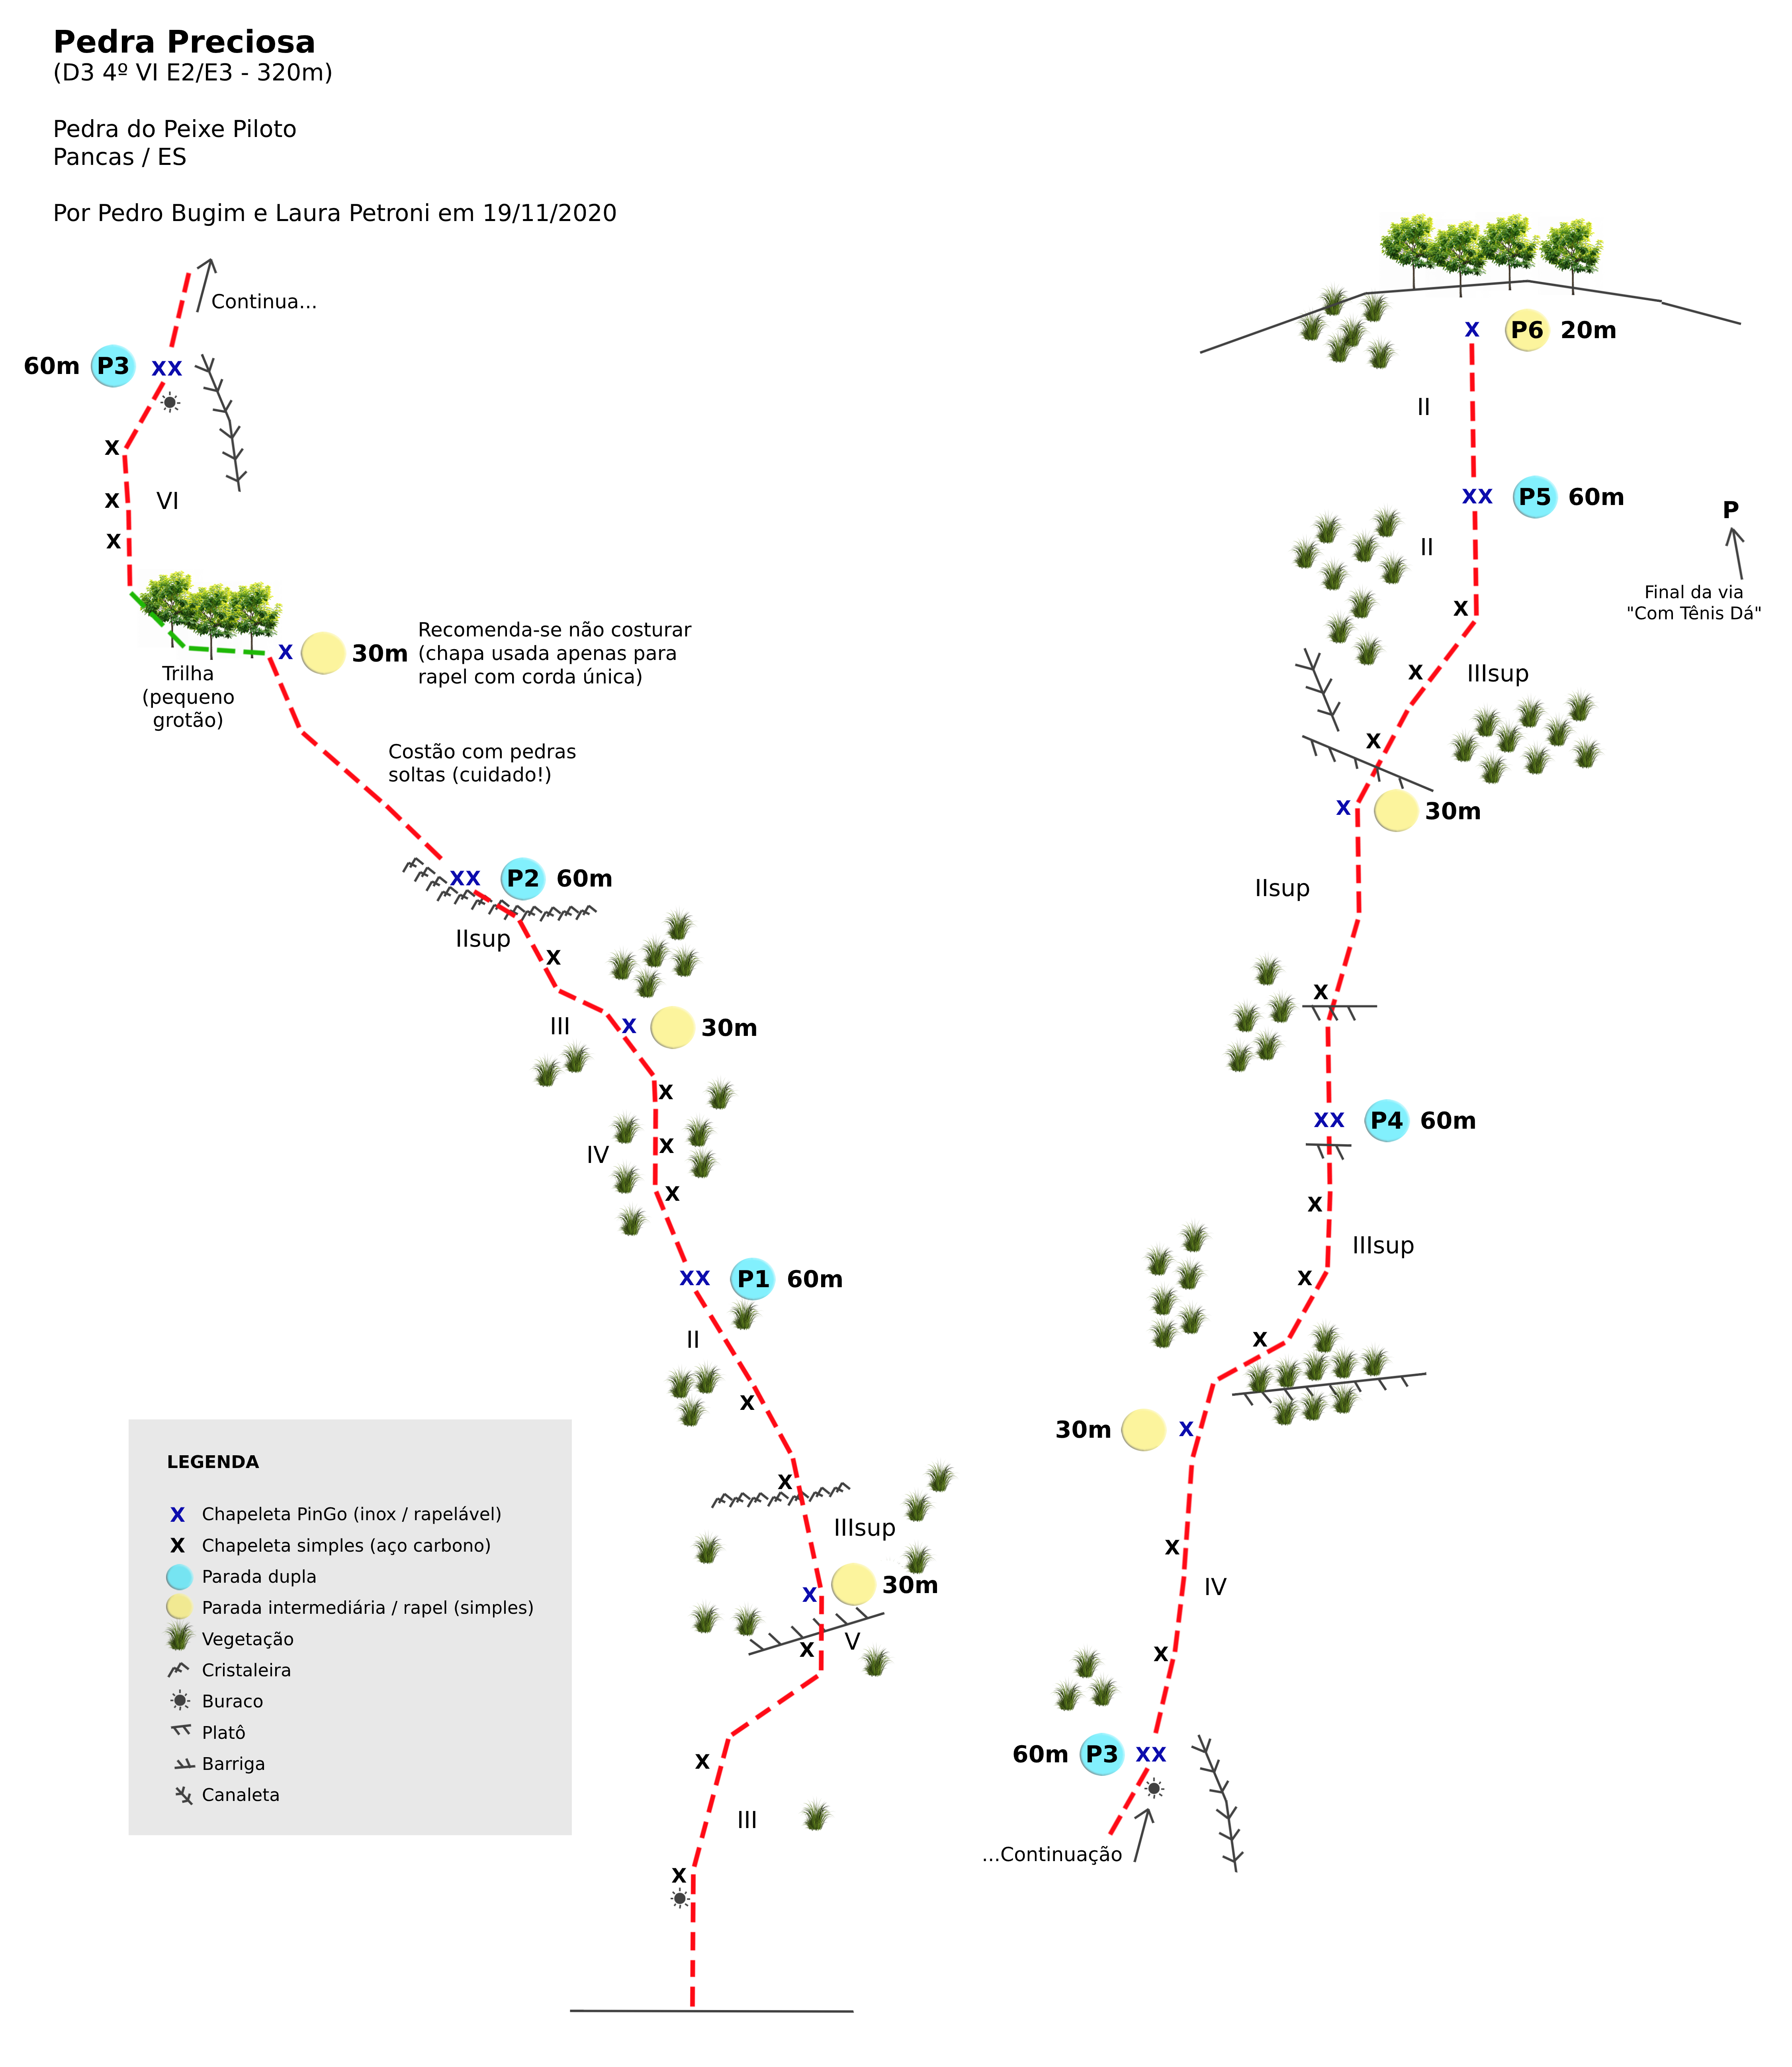 Pedra Preciosa
(D3 4º VI E2/E3 - 320m)
Pedra do Peixe Piloto
Pancas / ES
Por Pedro Bugim e Laura Petroni em 19/11/2020
Continua...
60m P3 XX
X
X VI
X
X 30m
Recomenda-se não costurar
(chapa usada apenas para
rapel com corda única)
Trilha
(pequeno
grotão)
Costão com pedras
soltas (cuidado!)
XX P2 60m
IIsup
X
III X 30m
X
IV X
X
XX P1 60m
II
X
X
IIIsup
X 30m
X V
X
III
X
LEGENDA
X Chapeleta PinGo (inox / rapelável)
X Chapeleta simples (aço carbono)
Parada dupla
Parada intermediária / rapel (simples)
Vegetação
Cristaleira
Buraco
Platô
Barriga
Canaleta
X P6 20m
II
XX P5 60m
P
II
Final da via
"Com Tênis Dá"
X
X IIIsup
X
X 30m
IIsup
X
XX P4 60m
X
IIIsup
X
X
30m X
X
IV
X
60m P3 XX
...Continuação